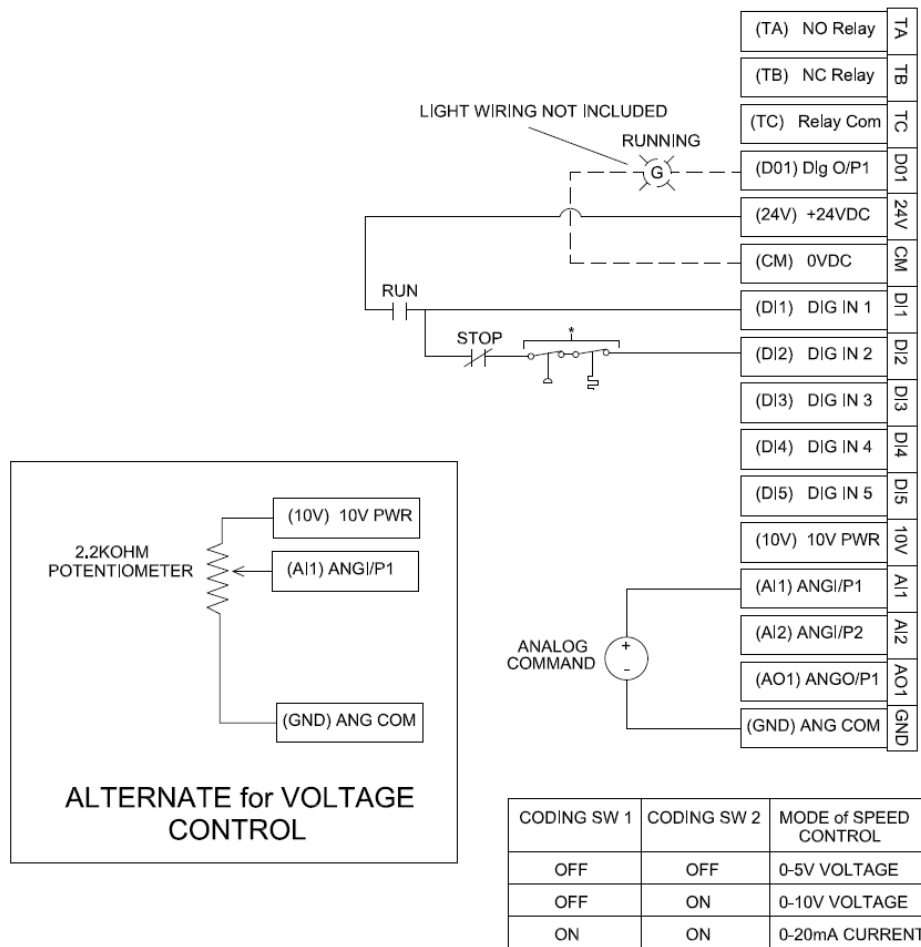 (TA) NO Relay TA
(TB) NC Relay TB
(TC) Relay Com TC
LIGHT WIRING NOT INCLUDED
RUNNING
G
(D01) DIg O/P1 D01
(24V) +24VDC 24V
(CM) 0VDC CM
RUN
(DI1) DIG IN 1 DI1
STOP
*
(DI2) DIG IN 2 DI2
(DI3) DIG IN 3 DI3
(DI4) DIG IN 4 DI4
(DI5) DIG IN 5 DI5
(10V) 10V PWR 10V
(AI1) ANGI/P1 AI1
(AI2) ANGI/P2 AI2
ANALOG
COMMAND
+
-
(AO1) ANGO/P1 AO1
(GND) ANG COM GND
(10V) 10V PWR
2.2KOHM
POTENTIOMETER
(AI1) ANGI/P1
(GND) ANG COM
ALTERNATE for VOLTAGE
CONTROL
CODING SW 1 CODING SW 2 MODE of SPEED
CONTROL
OFF OFF 0-5V VOLTAGE
OFF ON 0-10V VOLTAGE
ON ON 0-20mA CURRENT